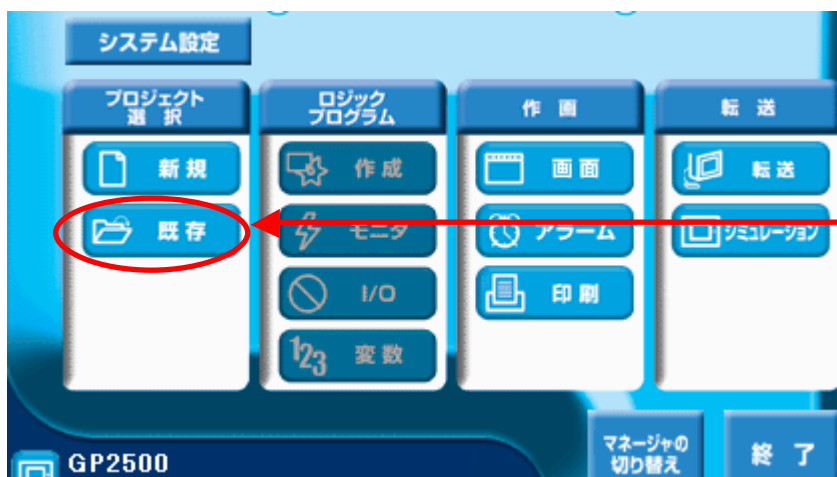 システム設定
プロジェクト
選 択
新 規
既 存
ロジック
プログラム
作 成
モニタ
I/O
123 変 数
作 画
画 面
アラーム
印 刷
転 送
転 送
シミュレーション
マネージャの
切り替え
終 了
GP2500